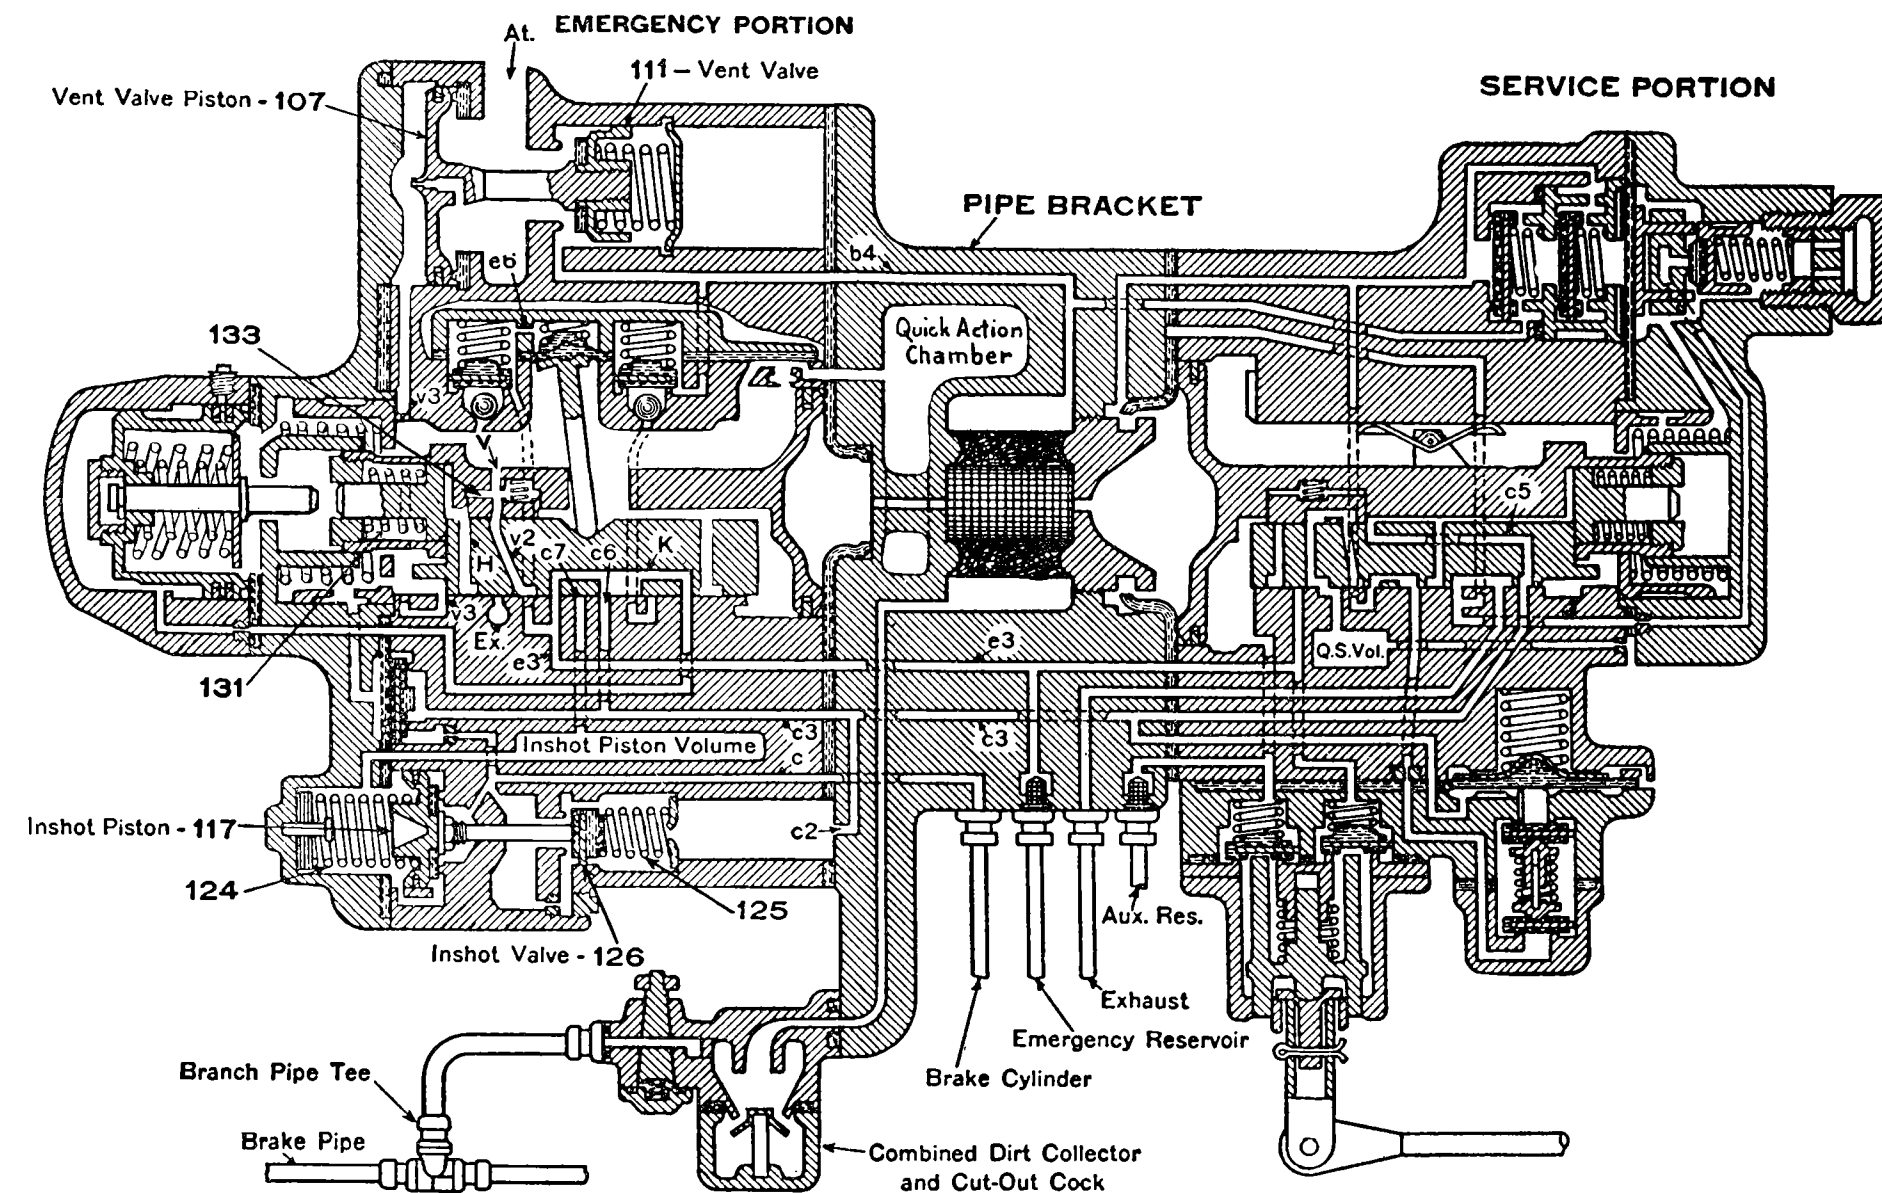 At.
EMERGENCY PORTION
111 - Vent Valve
Vent Valve Piston - 107
SERVICE PORTION
PIPE BRACKET
b4
e6
Quick Action
Chamber
133
v3
V
c5
v2
c7
c6
K
H
v3
Ex.
e3
e3
Q.S.Vol.
131
c3
c3
Inshot Piston Volume
c
Inshot Piston - 117
c2
124
125
Inshot Valve - 126
Aux. Res.
Exhaust
Emergency Reservoir
Brake Cylinder
Branch Pipe Tee
Brake Pipe
Combined Dirt Collector
and Cut-Out Cock